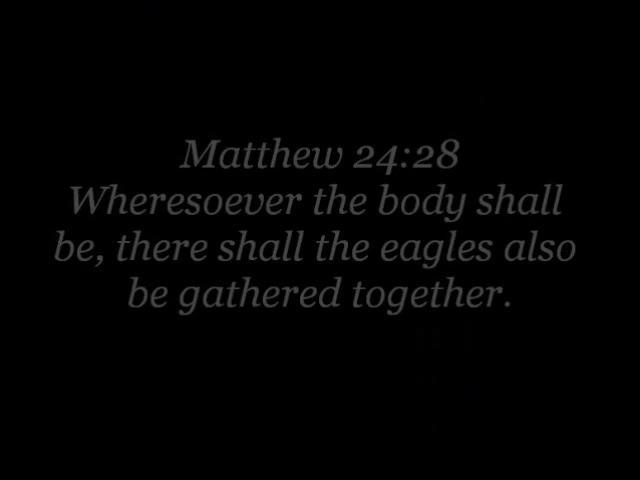 Matthew 24:28
Wheresoever the body shall
be, there shall the eagles also
be gathered together.